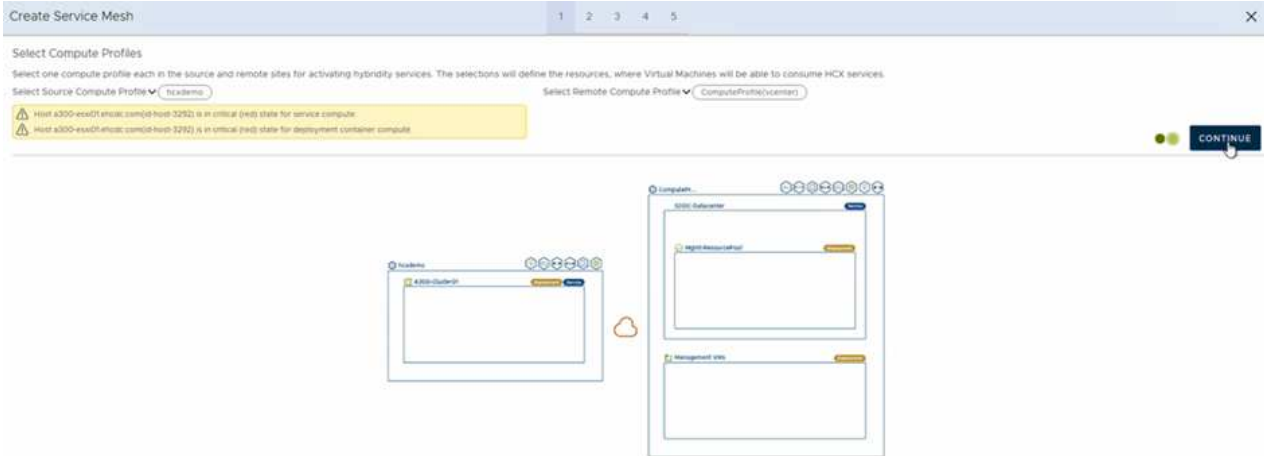 Create Service Mesh
1 2 3 4 5
Select Compute Profiles
Select one compute profile each in the source and remote sites for activating hybridity services. The selections will define the resources, where Virtual Machines will be able to consume HCX services.
Select Source Compute Profile hcxdemo
Select Remote Compute Profile ComputeProfile(vcenter)
Host a300-esxi01.ehcdc.com(id-host-3292) is in critical (red) state for service compute
Host a300-esxi01.ehcdc.com(id-host-3292) is in critical (red) state for deployment container compute
CONTINUE
ComputePr...
SDDC-Datacenter Service
Mgmt-ResourcePool Deployment
hcxdemo
A300-Cluster01 Deployment Service
Management VMs Deployment